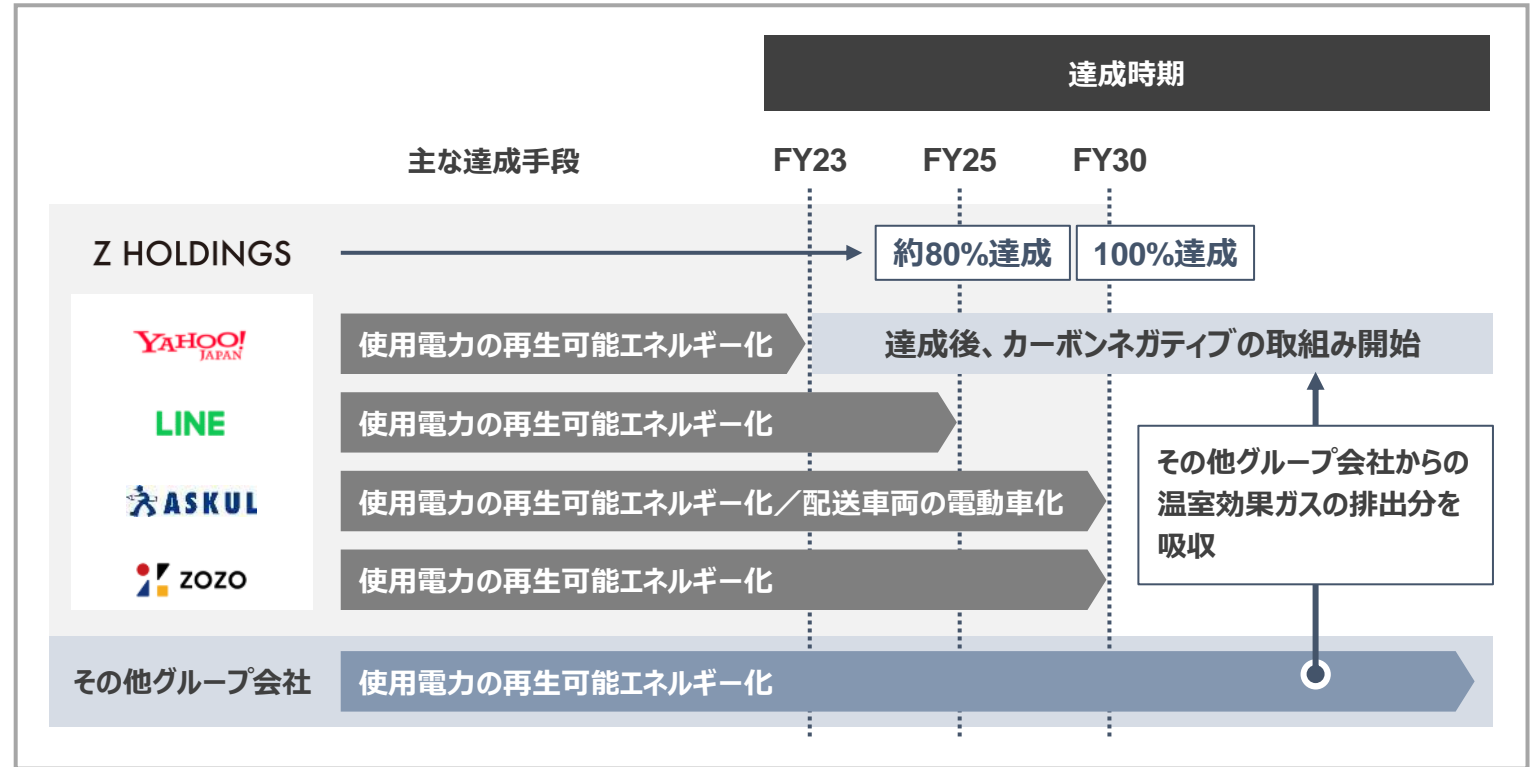 達成時期
主な達成手段
FY23
FY25
FY30
Z HOLDINGS
約80%達成
100%達成
YAHOO!
JAPAN
使用電力の再生可能エネルギー化
達成後、カーボンネガティブの取組み開始
LINE
使用電力の再生可能エネルギー化
ASKUL
使用電力の再生可能エネルギー化／配送車両の電動車化
ZOZO
使用電力の再生可能エネルギー化
その他グループ会社からの
温室効果ガスの排出分を
吸収
その他グループ会社
使用電力の再生可能エネルギー化